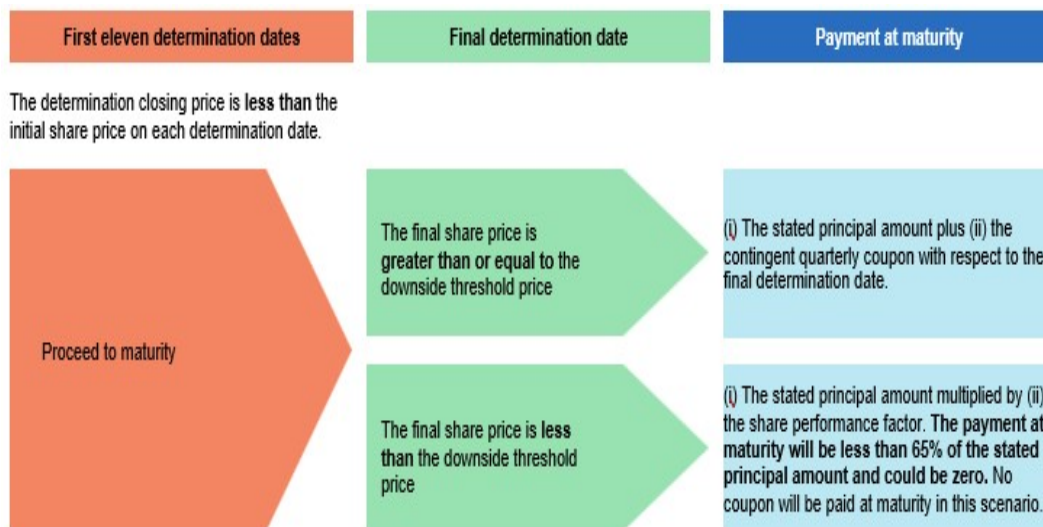 First eleven determination dates
Final determination date
Payment at maturity
The determination closing price is less than the
initial share price on each determination date.
Proceed to maturity
The final share price is
greater than or equal to the
downside threshold price
(i) The stated principal amount plus (ii) the
contingent quarterly coupon with respect to the
final determination date.
The final share price is less
than the downside threshold
price
(i) The stated principal amount multiplied by (ii)
the share performance factor. The payment at
maturity will be less than 65% of the stated
principal amount and could be zero. No
coupon will be paid at maturity in this scenario.